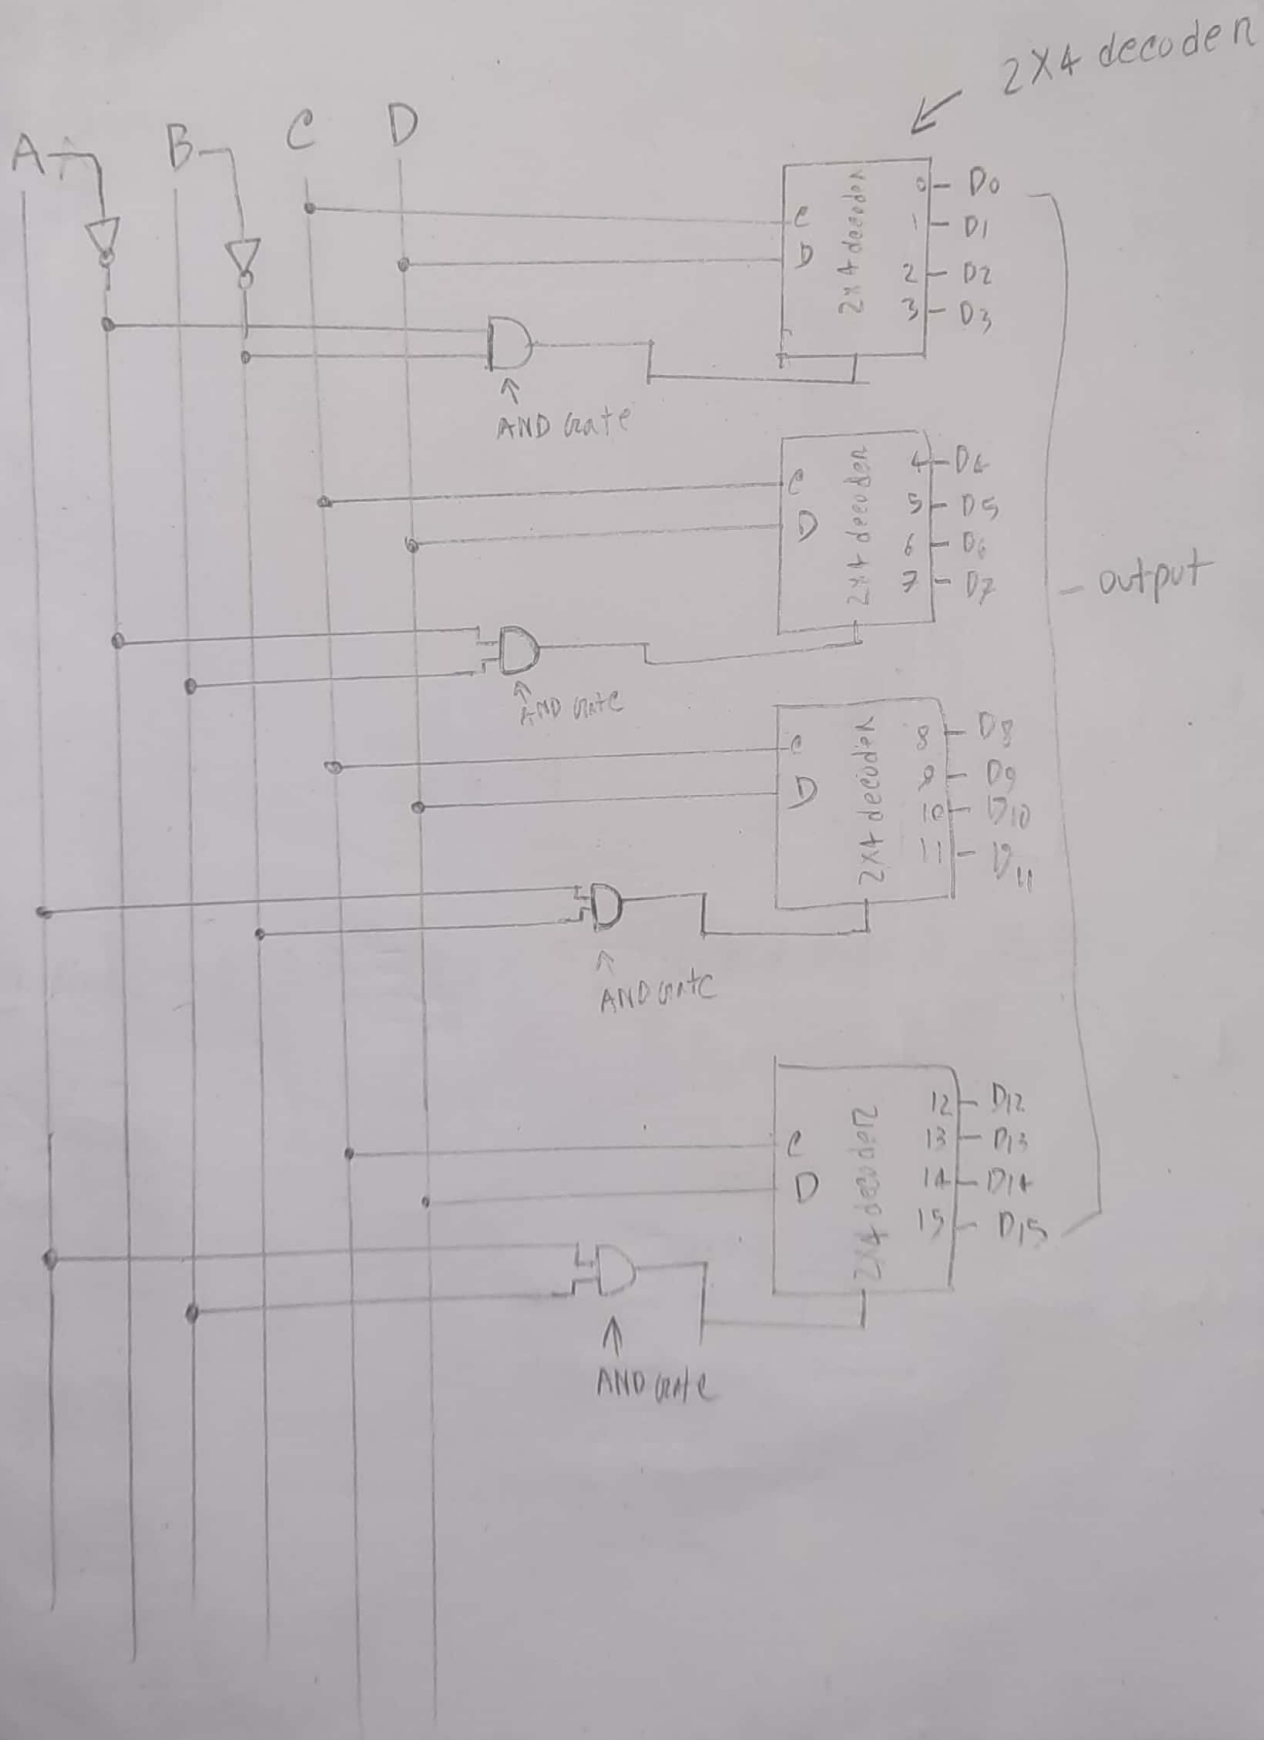 2X4 decoder
A B C D
C
D
2X4 decoder
0 D0
1 D1
2 D2
3 D3
AND Gate
C
D
2X4 decoder
4 D4
5 D5
6 D6
7 D7
AND Gate
output
C
D
2X4 decoder
8 D8
9 D9
10 D10
11 D11
AND Gate
C
D
2X4 decoder
12 D12
13 D13
14 D14
15 D15
AND Gate